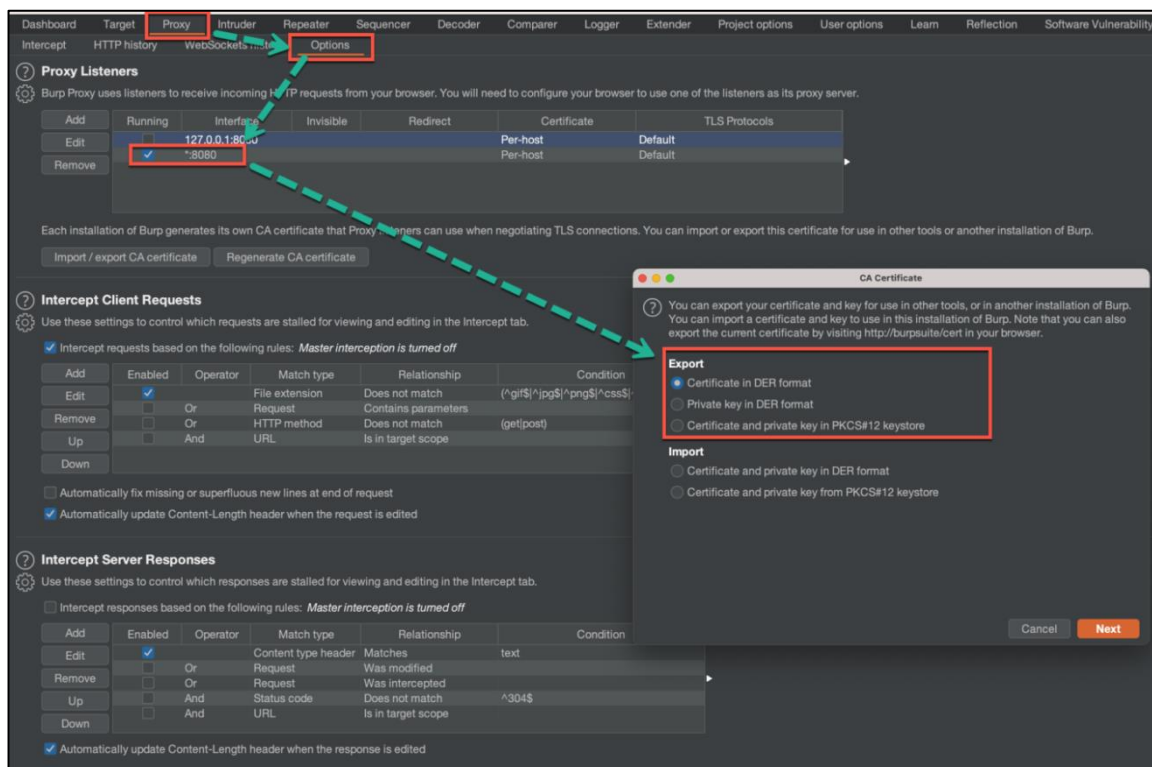 Dashboard Target Proxy Intruder Repeater Sequencer Decoder Comparer Logger Extender Project options User options Learn Reflection Software Vulnerability
Intercept HTTP history WebSockets Options
Proxy Listeners
Burp Proxy uses listeners to receive incoming HTTP requests from your browser. You will need to configure your browser to use one of the listeners as its proxy server.
Add Running Interface Invisible Redirect Certificate TLS Protocols
Edit 127.0.0.1:8080 Per-host Default
*:8080 Per-host Default
Remove
Each installation of Burp generates its own CA certificate that Proxy listeners can use when negotiating TLS connections. You can import or export this certificate for use in other tools or another installation of Burp.
Import / export CA certificate Regenerate CA certificate
CA Certificate
You can export your certificate and key for use in other tools, or in another installation of Burp.
You can import a certificate and key to use in this installation of Burp. Note that you can also
export the current certificate by visiting http://burpsuite/cert in your browser.
Export
Certificate in DER format
Private key in DER format
Certificate and private key in PKCS#12 keystore
Import
Certificate and private key in DER format
Certificate and private key from PKCS#12 keystore
Cancel Next
Intercept Client Requests
Use these settings to control which requests are stalled for viewing and editing in the Intercept tab.
Intercept requests based on the following rules: Master interception is turned off
Add Enabled Operator Match type Relationship Condition
Edit File extension Does not match (^gif$|^jpg$|^png$|^css$|
Or Request Contains parameters
Remove Or HTTP method Does not match (get|post)
Up And URL Is in target scope
Down
Automatically fix missing or superfluous new lines at end of request
Automatically update Content-Length header when the request is edited
Intercept Server Responses
Use these settings to control which responses are stalled for viewing and editing in the Intercept tab.
Intercept responses based on the following rules: Master interception is turned off
Add Enabled Operator Match type Relationship Condition
Edit Content type header Matches text
Or Request Was modified
Remove Or Request Was intercepted
Up And Status code Does not match ^304$
And URL Is in target scope
Down
Automatically update Content-Length header when the response is edited